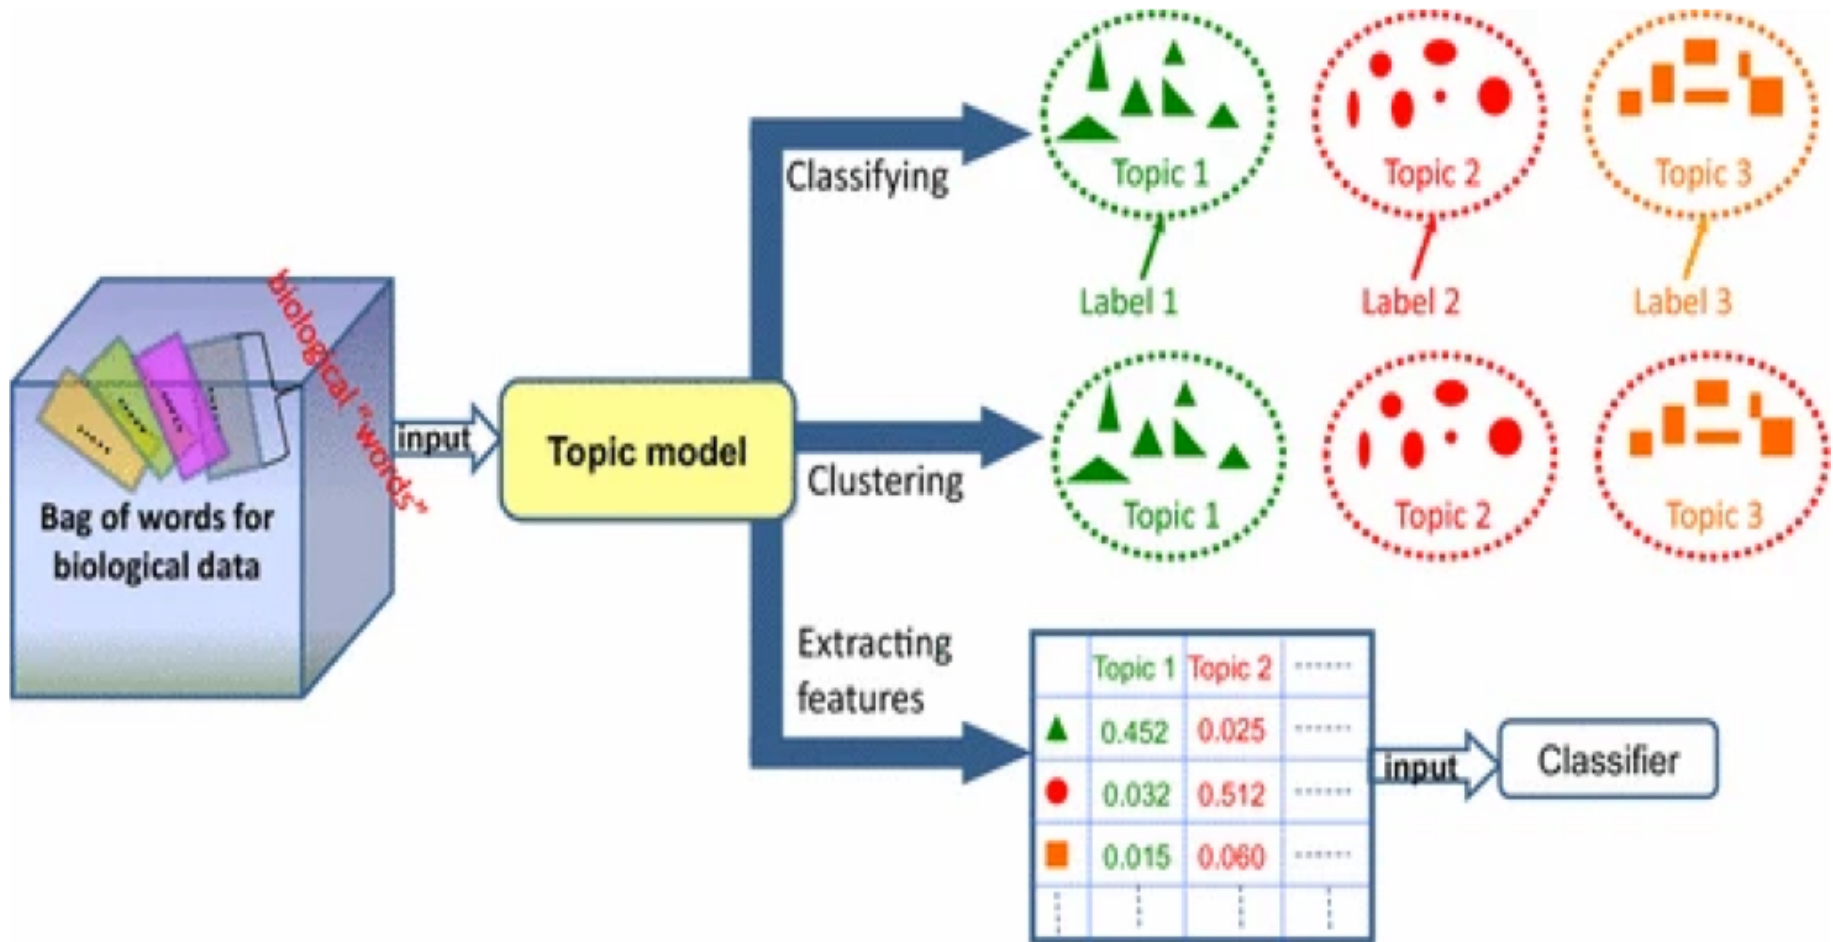 biological "words"
Bag of words for
biological data
input
Topic model
Classifying
Topic 1
Topic 2
Topic 3
Label 1
Label 2
Label 3
Clustering
Topic 1
Topic 2
Topic 3
Extracting
features
Topic 1 Topic 2 ······
0.452 0.025 ······
0.032 0.512 ······
0.015 0.060 ······
input
Classifier